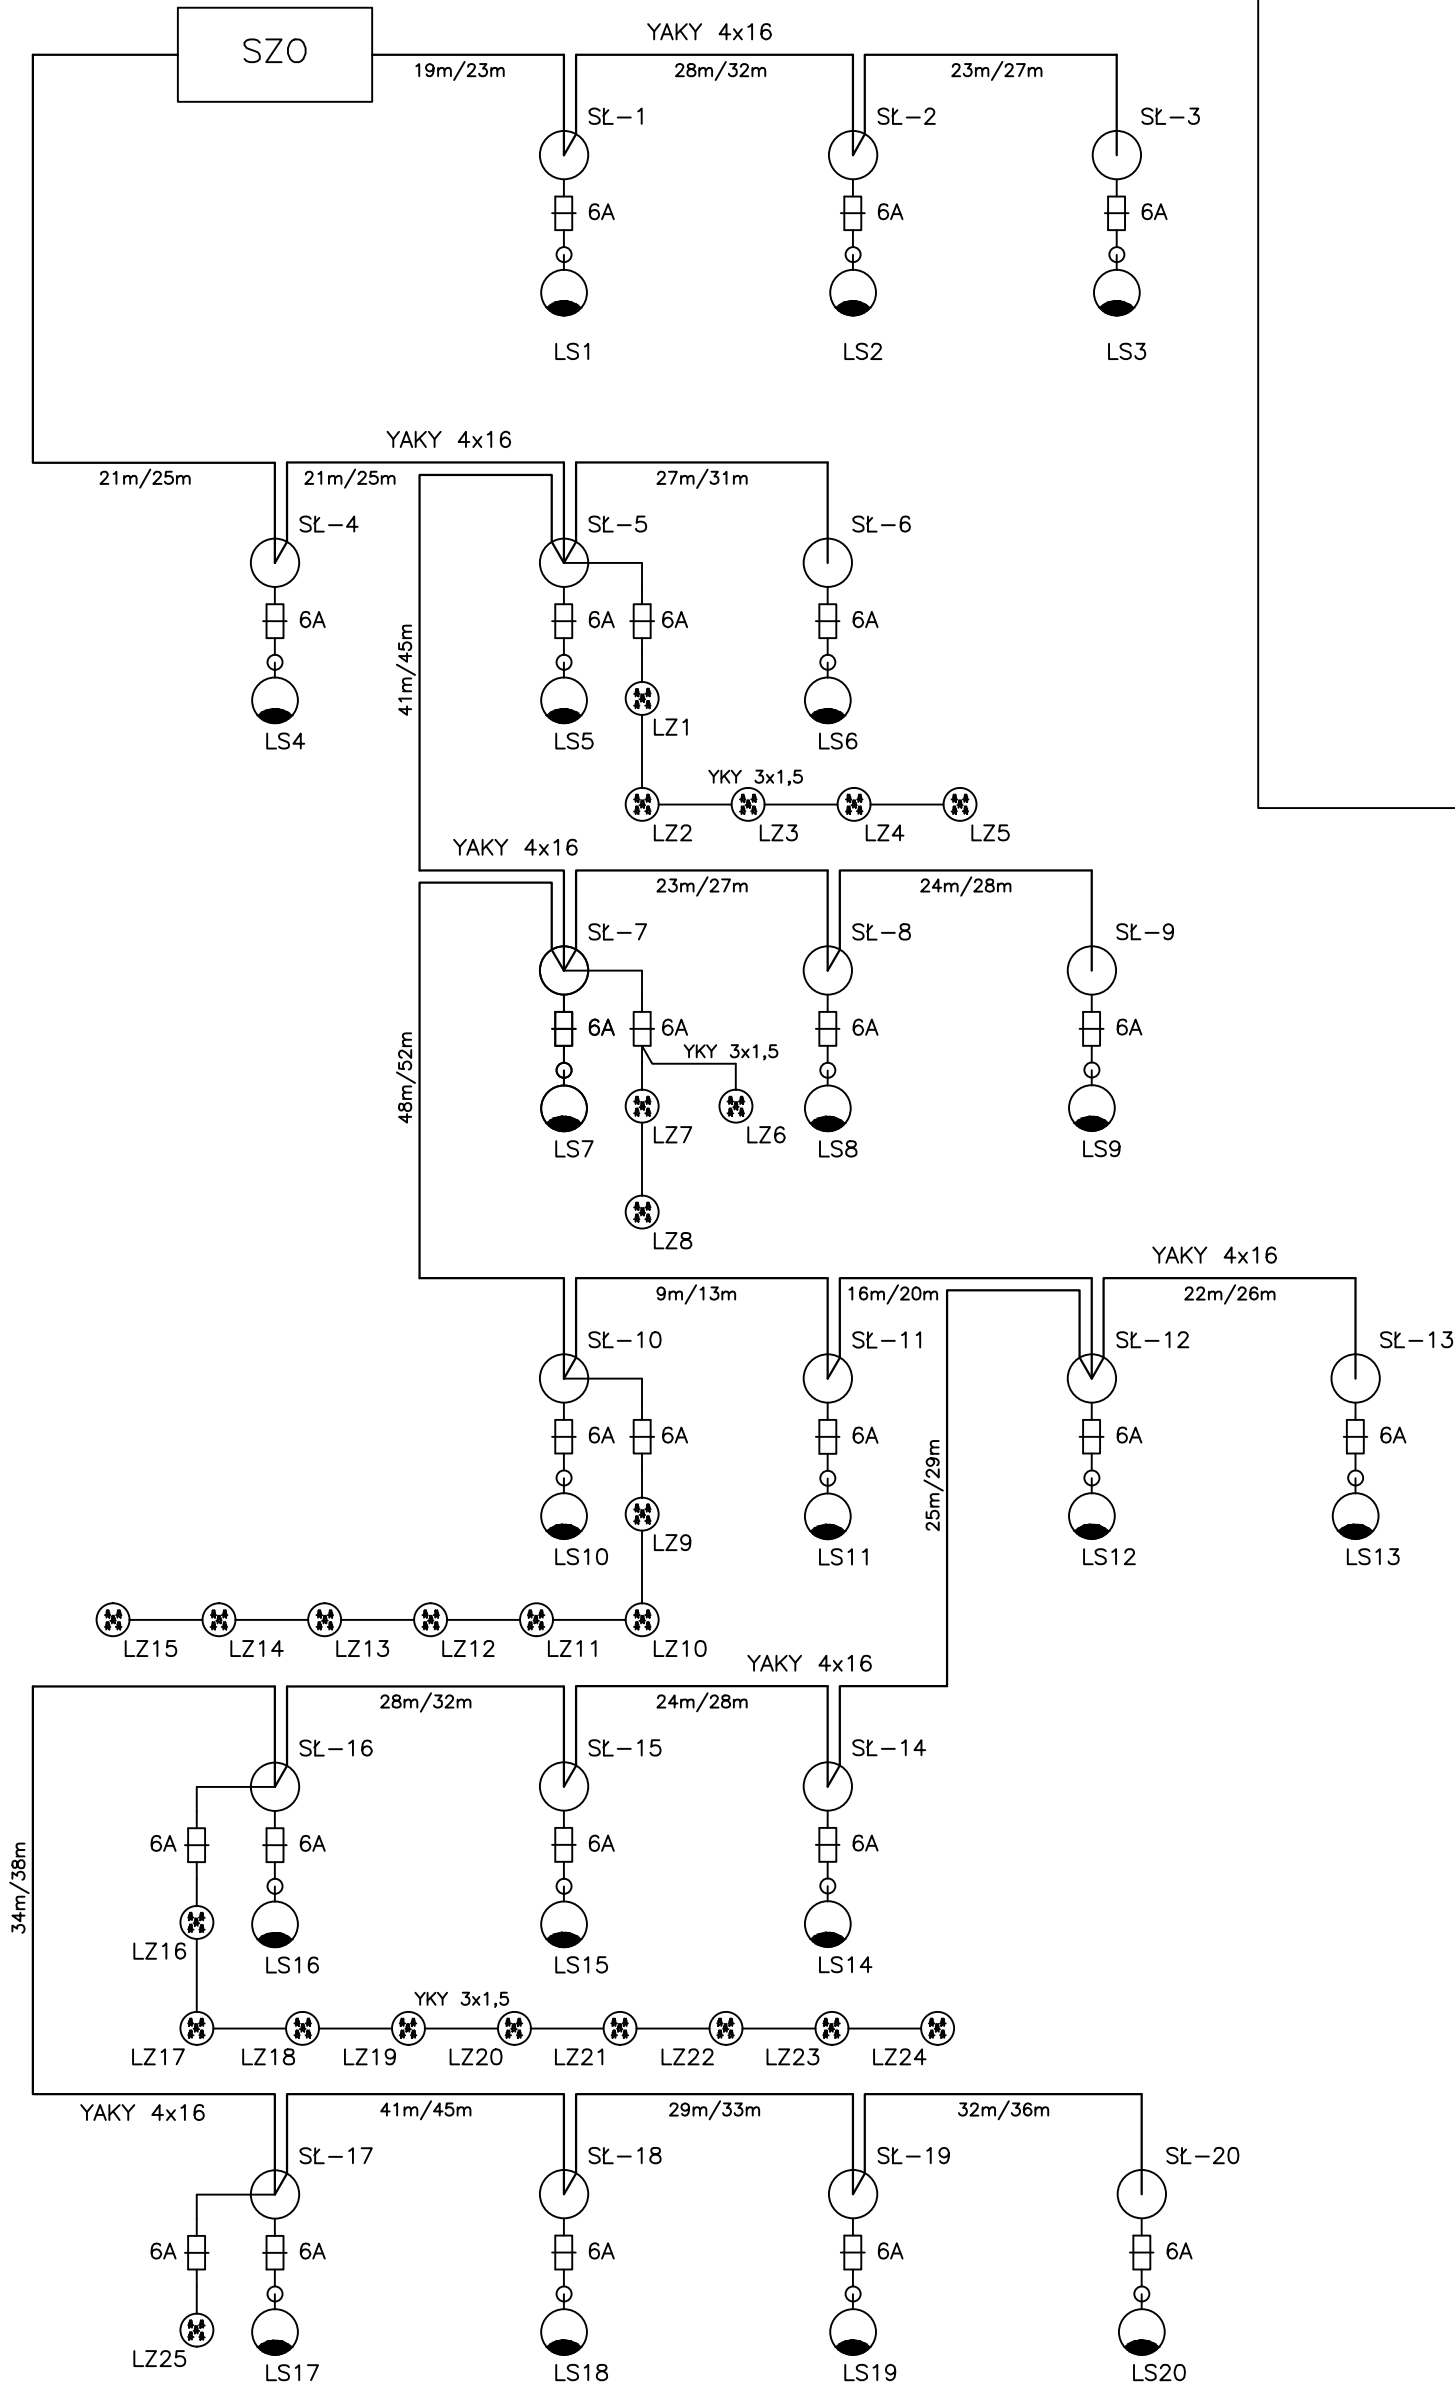 YAKY 4x16
SZO
19m/23m 28m/32m 23m/27m
SŁ-1 SŁ-2 SŁ-3
6A 6A 6A
LS1 LS2 LS3
YAKY 4x16
21m/25m 21m/25m 27m/31m
SŁ-4 SŁ-5 SŁ-6
6A 6A 6A 6A
41m/45m
LS4 LS5 LZ1 LS6
YKY 3x1,5
LZ2 LZ3 LZ4 LZ5
YAKY 4x16
23m/27m 24m/28m
SŁ-7 SŁ-8 SŁ-9
6A 6A 6A 6A
YKY 3x1,5
48m/52m
LS7 LZ7 LZ6 LS8 LS9
LZ8
YAKY 4x16
9m/13m 16m/20m 22m/26m
SŁ-10 SŁ-11 SŁ-12 SŁ-13
6A 6A 6A 6A 6A
25m/29m
LS10 LZ9 LS11 LS12 LS13
LZ15 LZ14 LZ13 LZ12 LZ11 LZ10
YAKY 4x16
28m/32m 24m/28m
SŁ-16 SŁ-15 SŁ-14
6A 6A 6A 6A
34m/38m
LZ16 LS16 LS15 LS14
YKY 3x1,5
LZ17 LZ18 LZ19 LZ20 LZ21 LZ22 LZ23 LZ24
YAKY 4x16 41m/45m 29m/33m 32m/36m
SŁ-17 SŁ-18 SŁ-19 SŁ-20
6A 6A 6A 6A 6A
LZ25 LS17 LS18 LS19 LS20